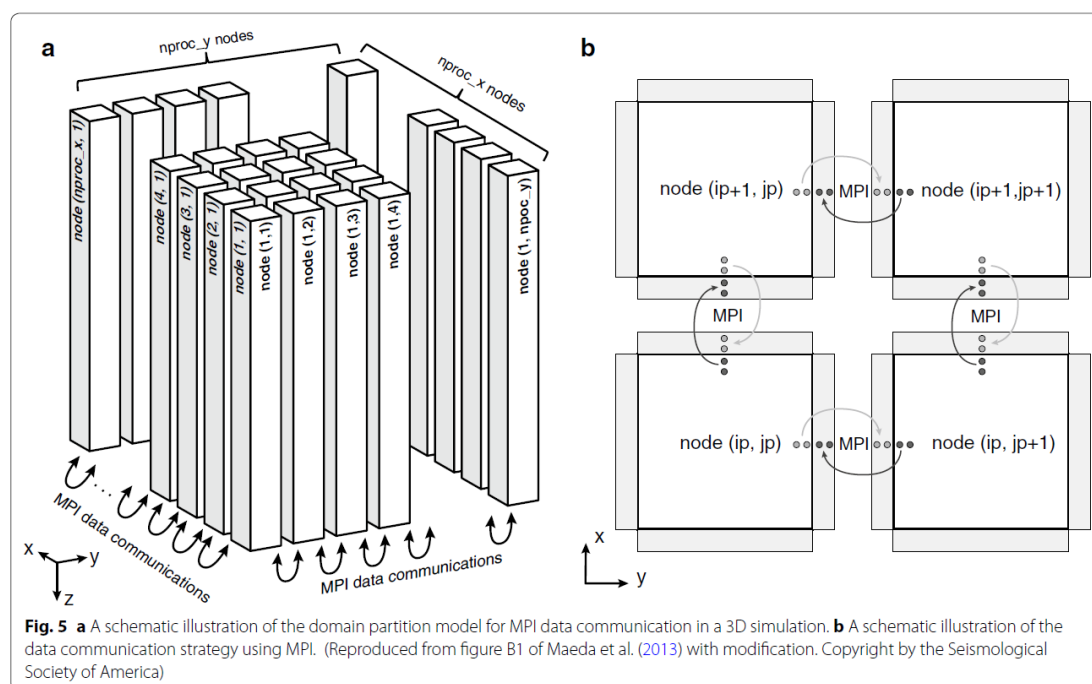 a
nproc_y nodes
nproc_x nodes
node (nproc_x, 1)
node (4, 1)
node (3, 1)
node (2, 1)
node (1, 1)
node (1,1)
node (1,2)
node (1,3)
node (1,4)
node (1, npoc_y)
...
MPI data communications
MPI data communications
x
y
z
b
node (ip+1, jp)
MPI
node (ip+1,jp+1)
MPI
MPI
node (ip, jp)
MPI
node (ip, jp+1)
x
y
Fig. 5 a A schematic illustration of the domain partition model for MPI data communication in a 3D simulation. b A schematic illustration of the
data communication strategy using MPI. (Reproduced from figure B1 of Maeda et al. (2013) with modification. Copyright by the Seismological
Society of America)